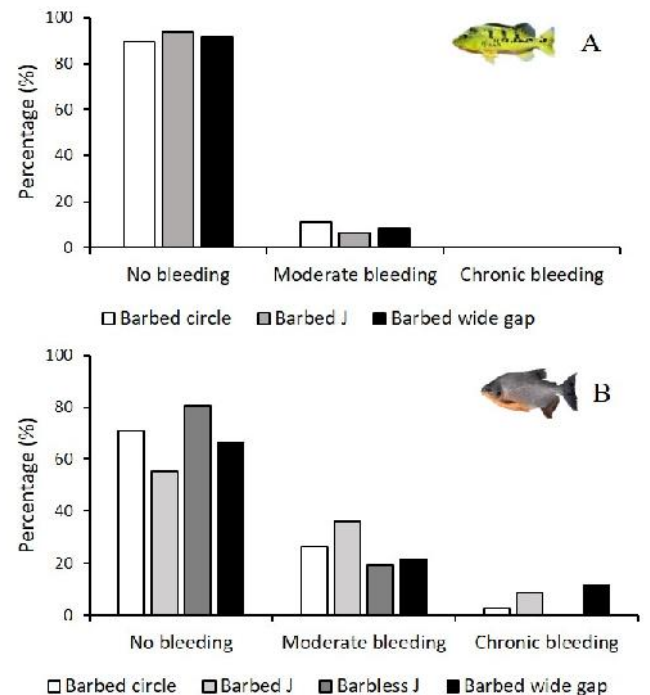 100
80
60
40
20
0
Percentage (%)
A
No bleeding Moderate bleeding Chronic bleeding
Barbed circle Barbed J Barbed wide gap
100
80
60
40
20
0
Percentage (%)
B
No bleeding Moderate bleeding Chronic bleeding
Barbed circle Barbed J Barbless J Barbed wide gap